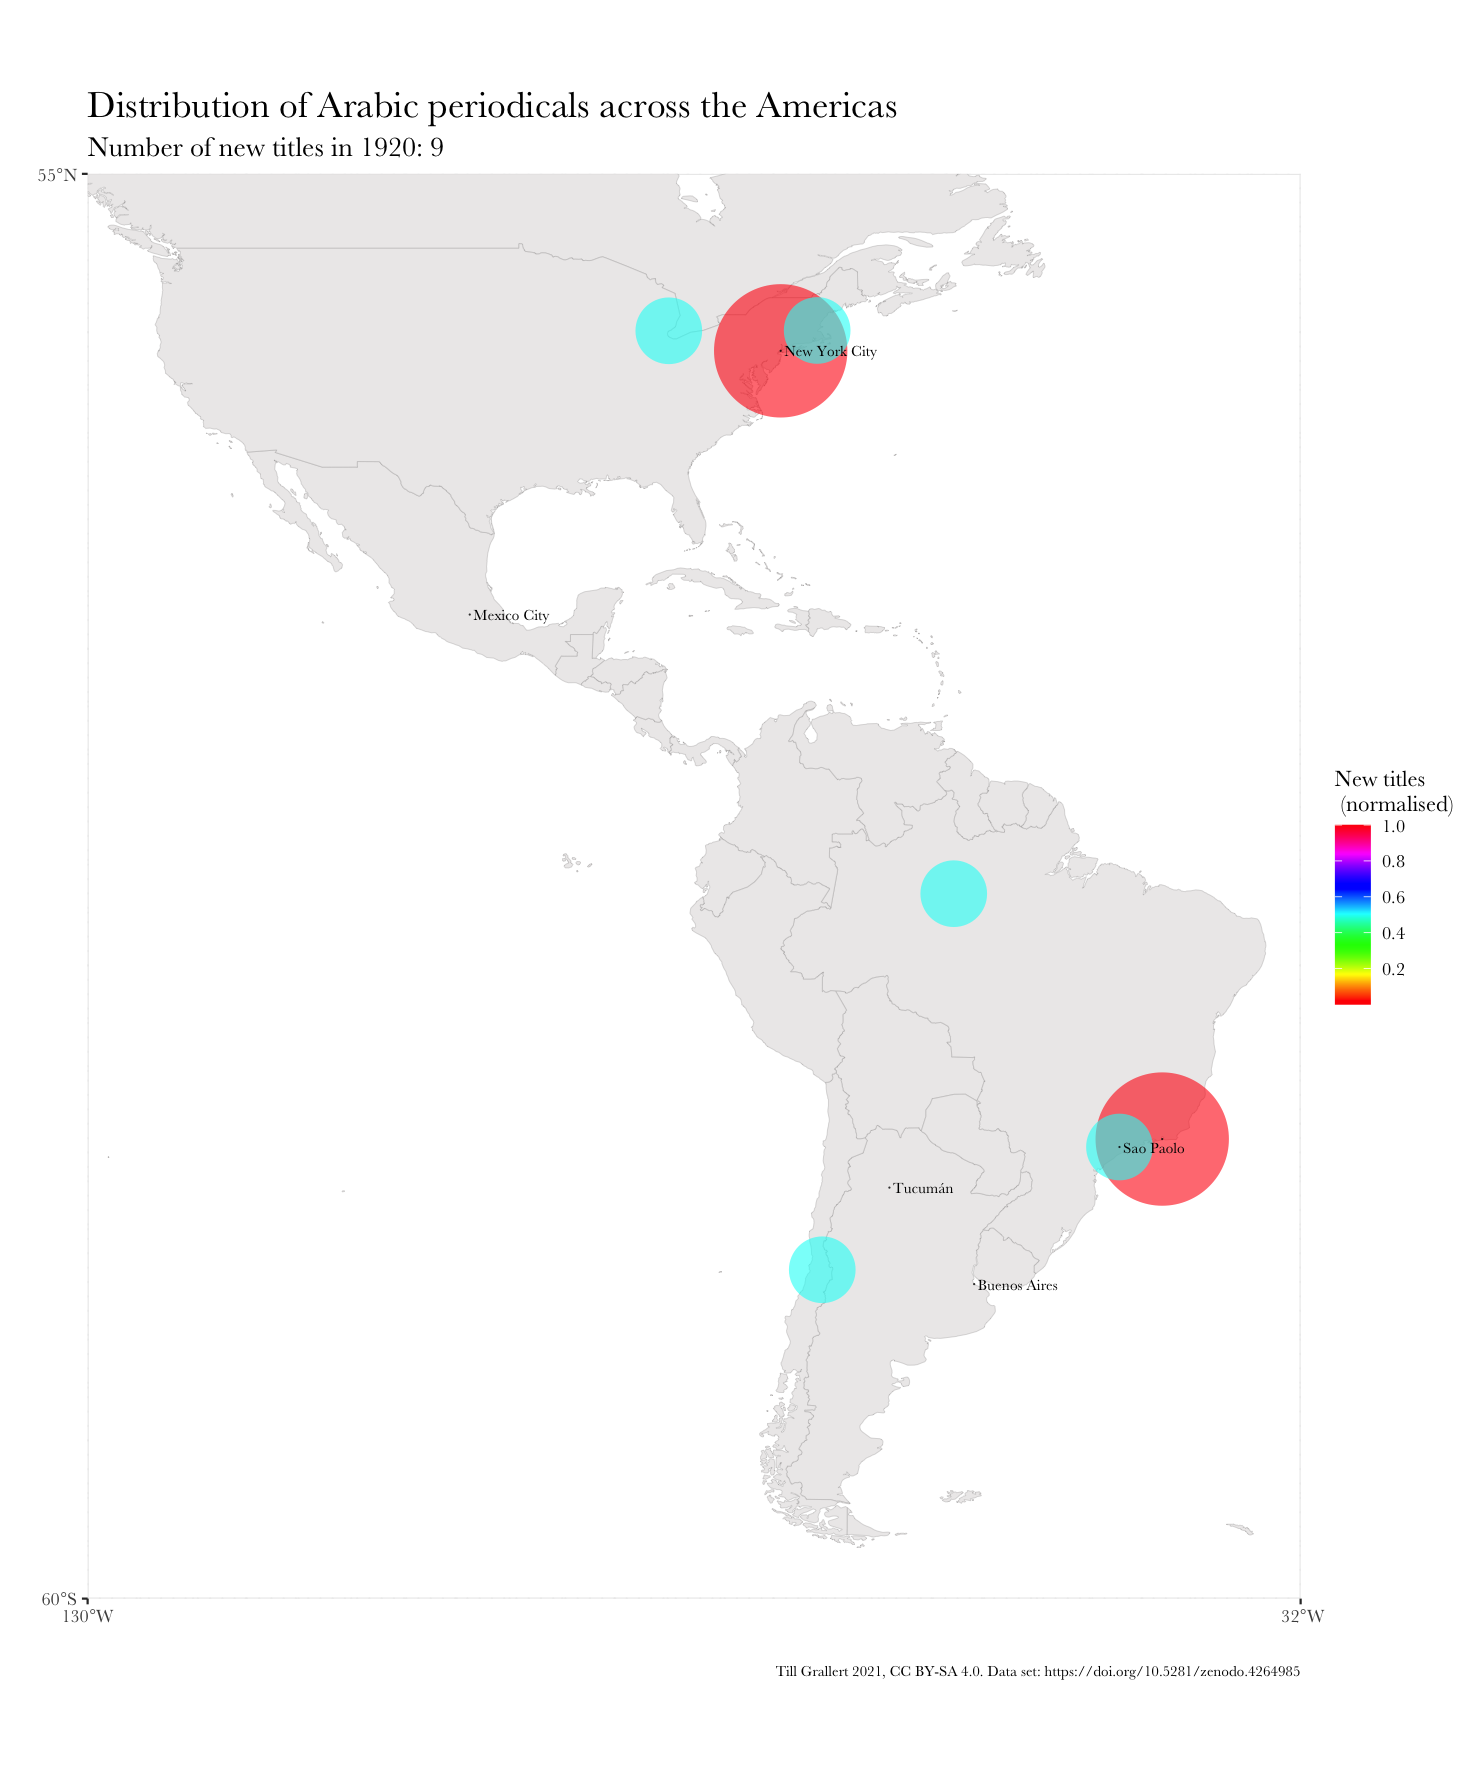 Distribution of Arabic periodicals across the Americas
Number of new titles in 1920: 9
55°N
New York City
Mexico City
New titles
(normalised)
1.0
0.8
0.6
0.4
0.2
Sao Paolo
Tucumán
Buenos Aires
60°S
130°W
32°W
Till Grallert 2021, CC BY-SA 4.0. Data set: https://doi.org/10.5281/zenodo.4264985